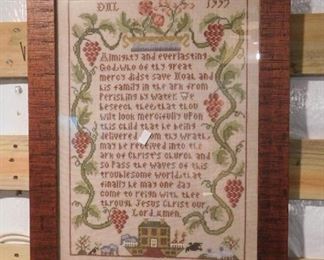 DHL 1999
Almighty and everlasting
God, who of thy great
mercy didst save Noah and
his family in the ark from
Perishing by water, We
beseech thee, that thou
wilt look mercifully upon
this child that he being
delivered from thy wrath
may be received into the
ark of Christ's church and
so pass the waves of this
troublesome world, that
finally he may one day
come to reign with thee
through Jesus Christ our
Lord. Amen.